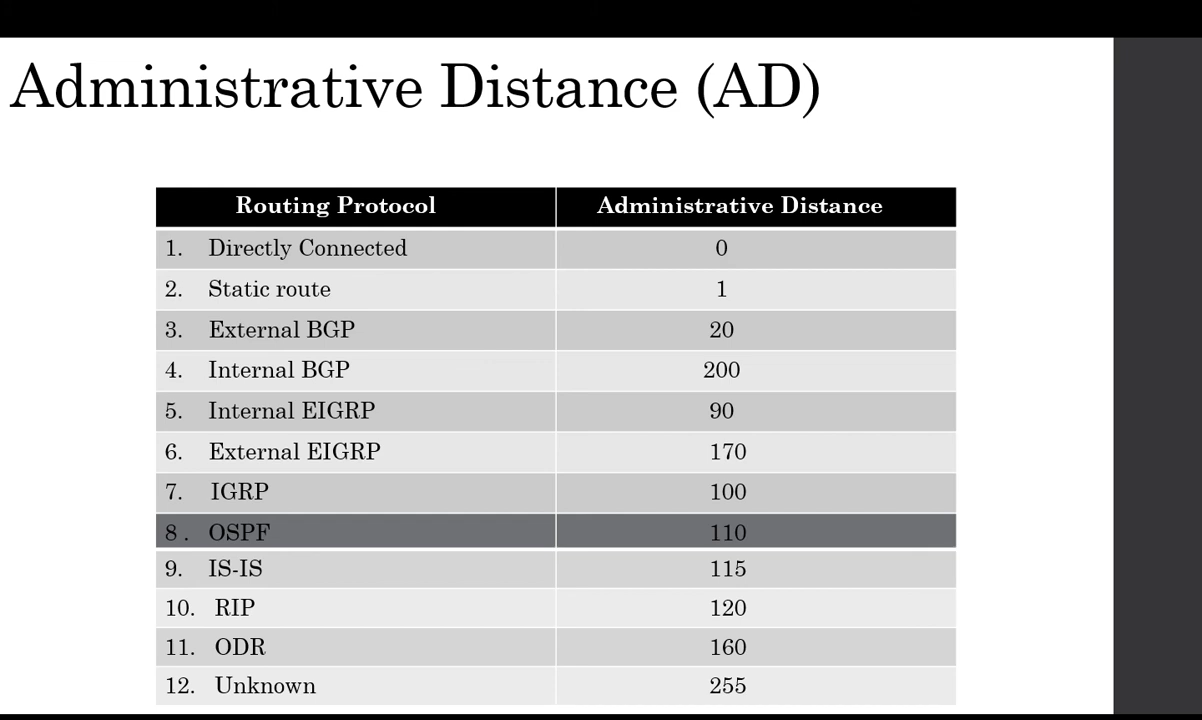 Administrative Distance (AD)
Routing Protocol Administrative Distance
1. Directly Connected 0
2. Static route 1
3. External BGP 20
4. Internal BGP 200
5. Internal EIGRP 90
6. External EIGRP 170
7. IGRP 100
8 . OSPF 110
9. IS-IS 115
10. RIP 120
11. ODR 160
12. Unknown 255